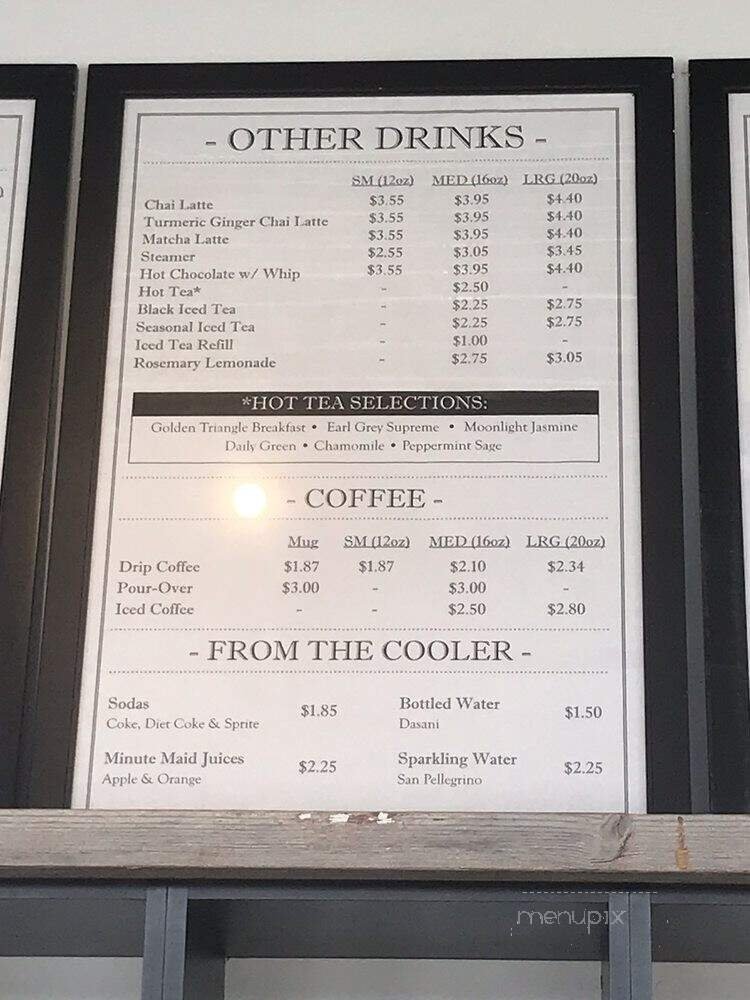 - OTHER DRINKS -
SM (12oz) MED (16oz) LRG (20oz)
Chai Latte $3.55 $3.95 $4.40
Turmeric Ginger Chai Latte $3.55 $3.95 $4.40
Matcha Latte $3.55 $3.95 $4.40
Steamer $2.55 $3.05 $3.45
Hot Chocolate w/ Whip $3.55 $3.95 $4.40
Hot Tea* - $2.50 -
Black Iced Tea - $2.25 $2.75
Seasonal Iced Tea - $2.25 $2.75
Iced Tea Refill - $1.00 -
Rosemary Lemonade - $2.75 $3.05
*HOT TEA SELECTIONS:
Golden Triangle Breakfast • Earl Grey Supreme • Moonlight Jasmine
Daily Green • Chamomile • Peppermint Sage
- COFFEE -
Mug SM (12oz) MED (16oz) LRG (20oz)
Drip Coffee $1.87 $1.87 $2.10 $2.34
Pour-Over $3.00 - $3.00 -
Iced Coffee - - $2.50 $2.80
- FROM THE COOLER -
Sodas $1.85
Coke, Diet Coke & Sprite
Bottled Water $1.50
Dasani
Minute Maid Juices $2.25
Apple & Orange
Sparkling Water $2.25
San Pellegrino
menupix